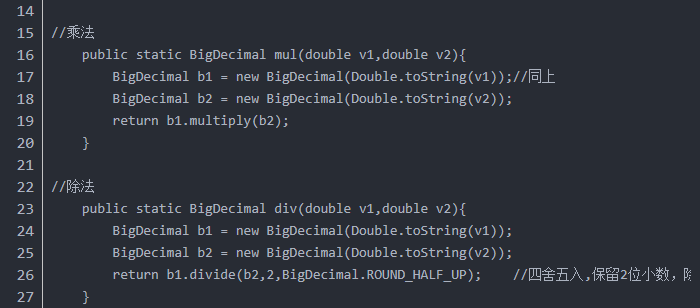 14
15 //乘法
16     public static BigDecimal mul(double v1,double v2){
17         BigDecimal b1 = new BigDecimal(Double.toString(v1));//同上
18         BigDecimal b2 = new BigDecimal(Double.toString(v2));
19         return b1.multiply(b2);
20     }
21
22 //除法
23     public static BigDecimal div(double v1,double v2){
24         BigDecimal b1 = new BigDecimal(Double.toString(v1));
25         BigDecimal b2 = new BigDecimal(Double.toString(v2));
26         return b1.divide(b2,2,BigDecimal.ROUND_HALF_UP);    //四舍五入,保留2位小数，
27     }